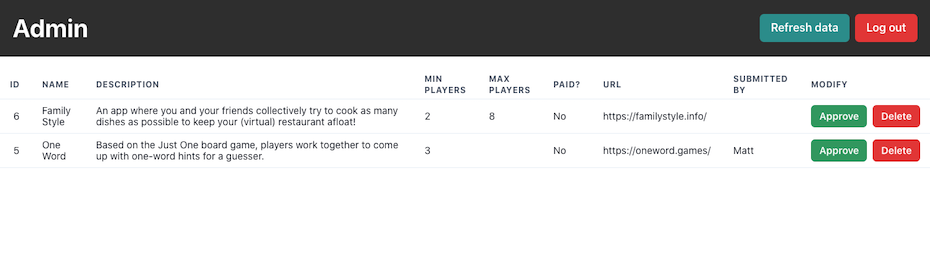 Admin
Refresh data
Log out
ID NAME DESCRIPTION MIN PLAYERS MAX PLAYERS PAID? URL SUBMITTED BY MODIFY
6 Family Style An app where you and your friends collectively try to cook as many dishes as possible to keep your (virtual) restaurant afloat! 2 8 No https://familystyle.info/ Approve Delete
5 One Word Based on the Just One board game, players work together to come up with one-word hints for a guesser. 3 No https://oneword.games/ Matt Approve Delete